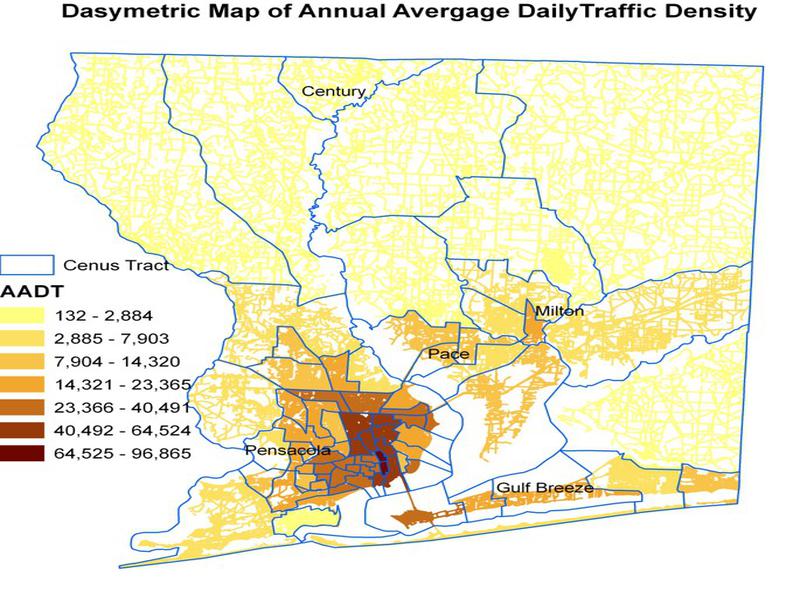 Dasymetric Map of Annual Avergage DailyTraffic Density
Century
Cenus Tract
AADT
132 - 2,884
2,885 - 7,903
7,904 - 14,320
14,321 - 23,365
23,366 - 40,491
40,492 - 64,524
64,525 - 96,865
Milton
Pace
Pensacola
Gulf Breeze